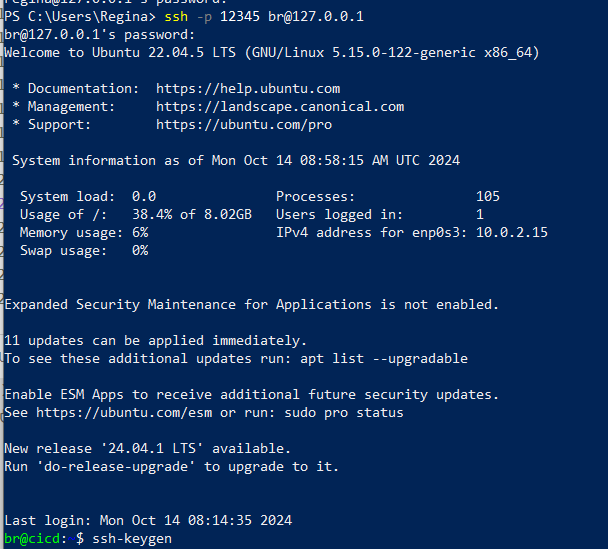 regina@127.0.0.1's password:
PS C:\Users\Regina> ssh -p 12345 br@127.0.0.1
br@127.0.0.1's password:
Welcome to Ubuntu 22.04.5 LTS (GNU/Linux 5.15.0-122-generic x86_64)
* Documentation:  https://help.ubuntu.com
* Management:     https://landscape.canonical.com
* Support:        https://ubuntu.com/pro
System information as of Mon Oct 14 08:58:15 AM UTC 2024
System load:  0.0                Processes:               105
Usage of /:   38.4% of 8.02GB   Users logged in:         1
Memory usage: 6%                 IPv4 address for enp0s3: 10.0.2.15
Swap usage:   0%
Expanded Security Maintenance for Applications is not enabled.
11 updates can be applied immediately.
To see these additional updates run: apt list --upgradable
Enable ESM Apps to receive additional future security updates.
See https://ubuntu.com/esm or run: sudo pro status
New release '24.04.1 LTS' available.
Run 'do-release-upgrade' to upgrade to it.
Last login: Mon Oct 14 08:14:35 2024
br@cicd: $ ssh-keygen